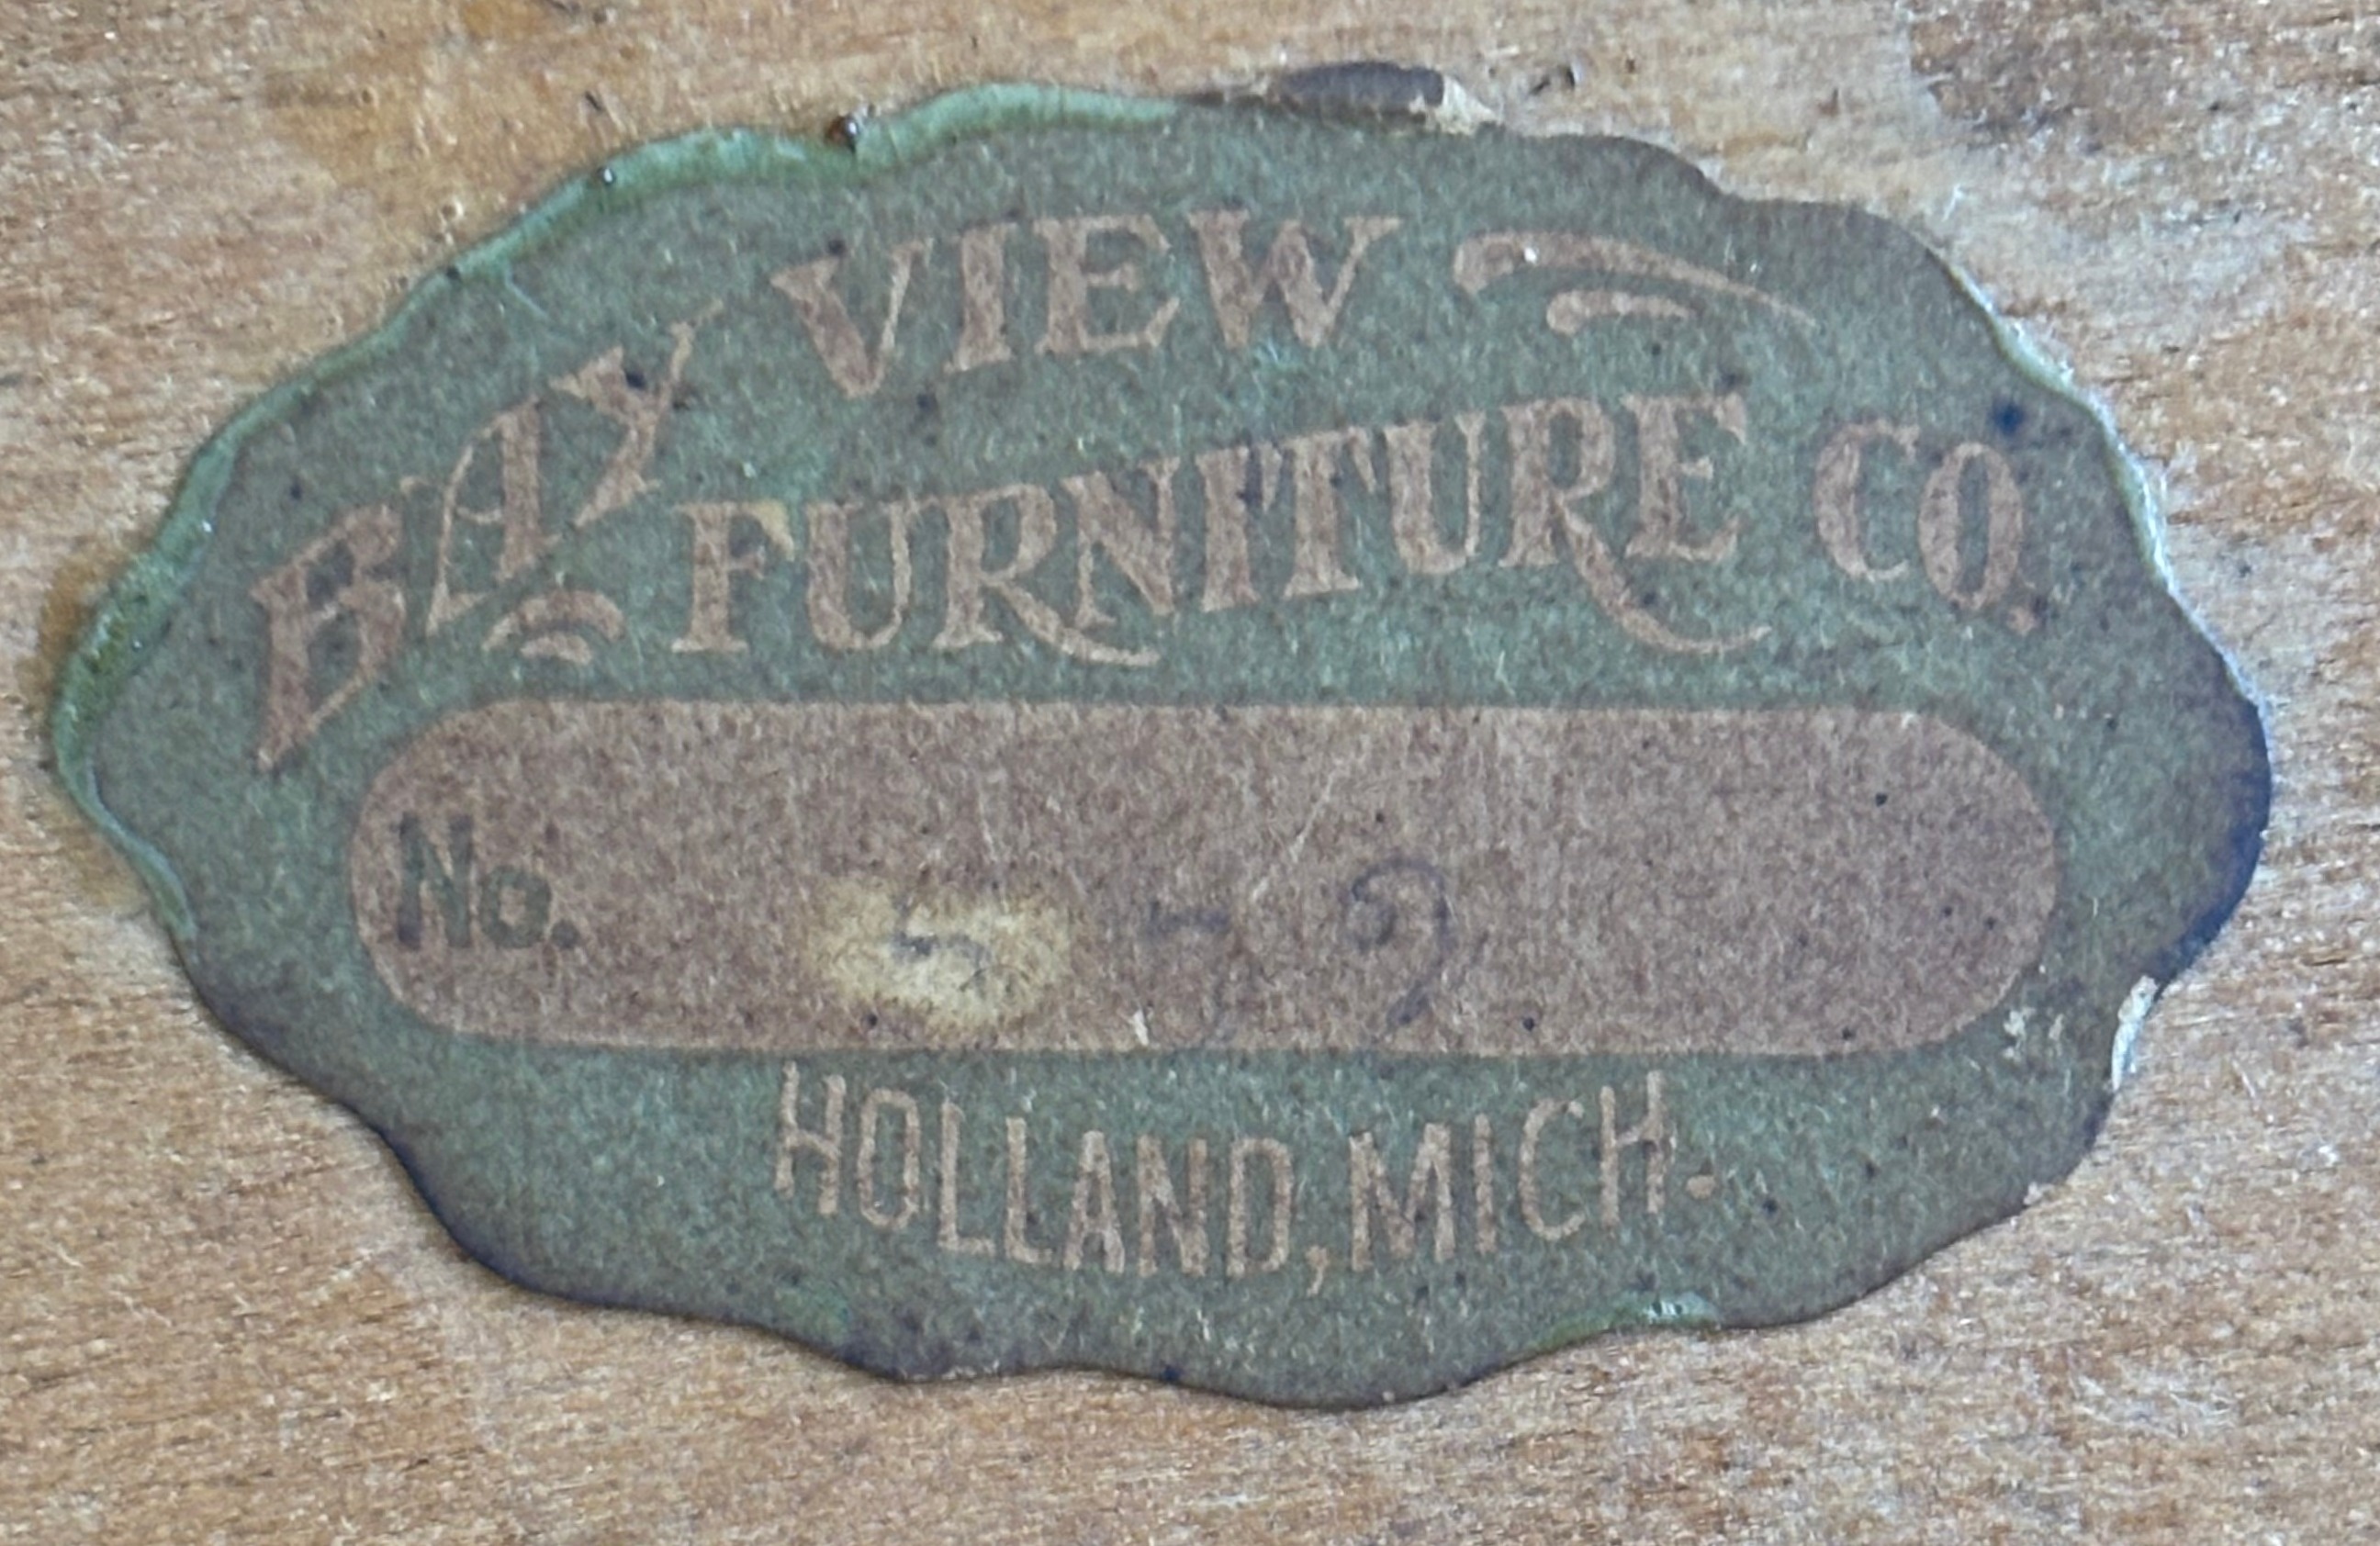 BAY VIEW
FURNITURE CO.
No.
HOLLAND, MICH.